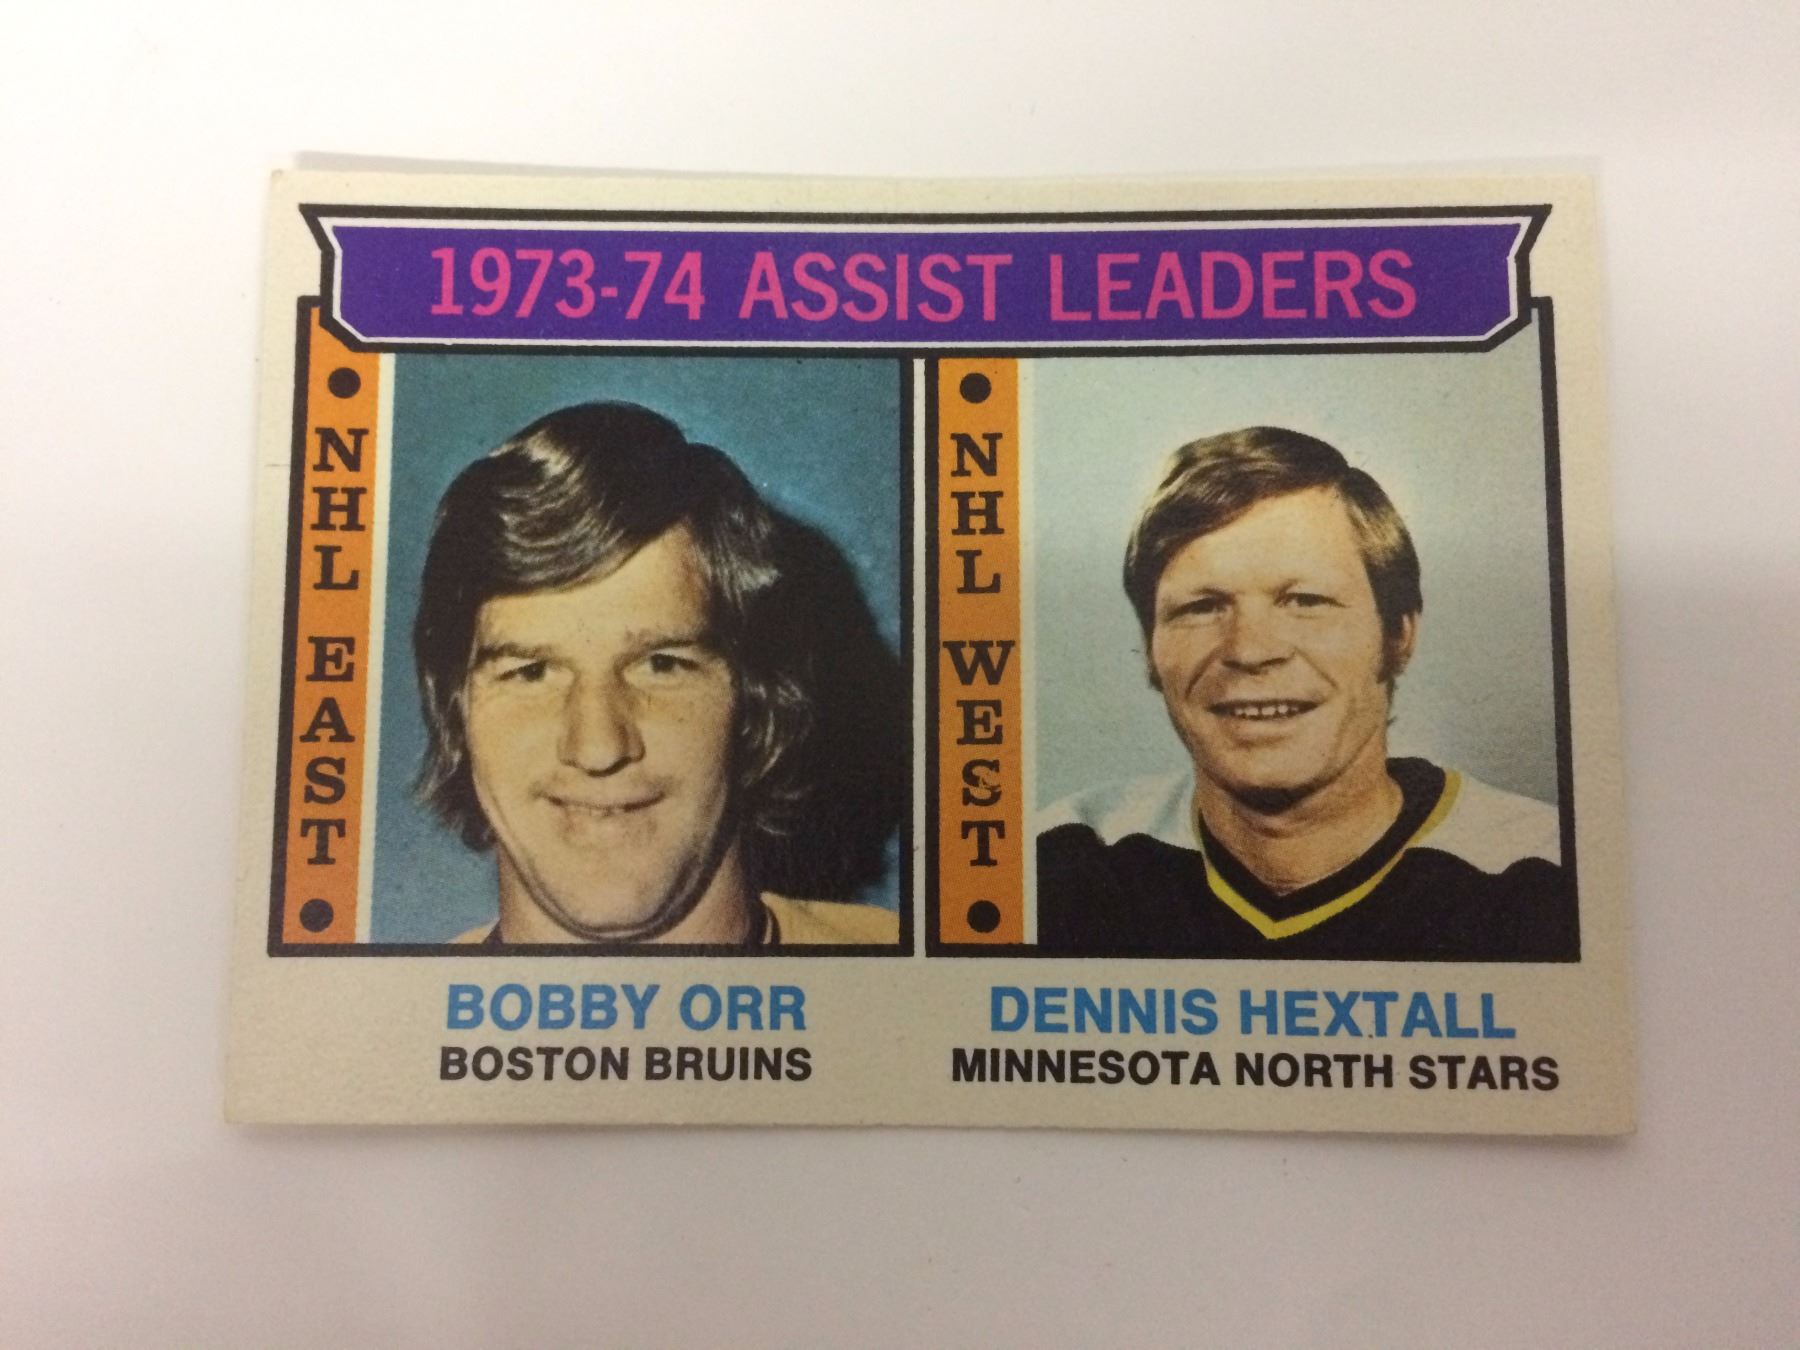 1973-74 ASSIST LEADERS
NHL EAST
BOBBY ORR
BOSTON BRUINS
NHL WEST
DENNIS HEXTALL
MINNESOTA NORTH STARS